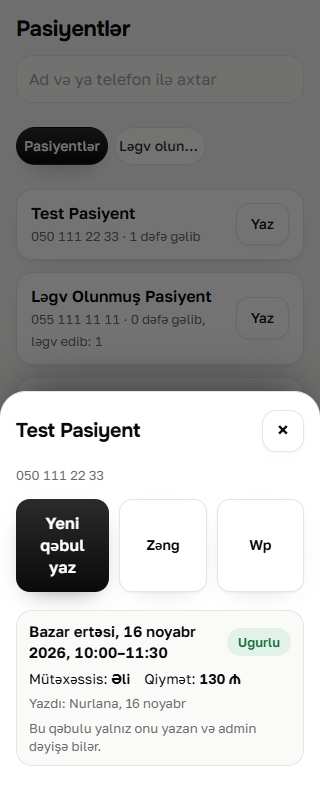 Pasiyentlər
Ad və ya telefon ilə axtar
Pasiyentlər
Ləgv olun...
Test Pasiyent
050 111 22 33 · 1 dəfə gəlib
Yaz
Ləgv Olunmuş Pasiyent
055 111 11 11 · 0 dəfə gəlib,
ləgv edib: 1
Yaz
Test Pasiyent
×
050 111 22 33
Yeni
qəbul
yaz
Zəng
Wp
Bazar ertəsi, 16 noyabr
2026, 10:00–11:30
Ugurlu
Mütəxəssis: Əli Qiymət: 130 ₼
Yazdı: Nurlana, 16 noyabr
Bu qəbulu yalnız onu yazan və admin
dəyişə bilər.